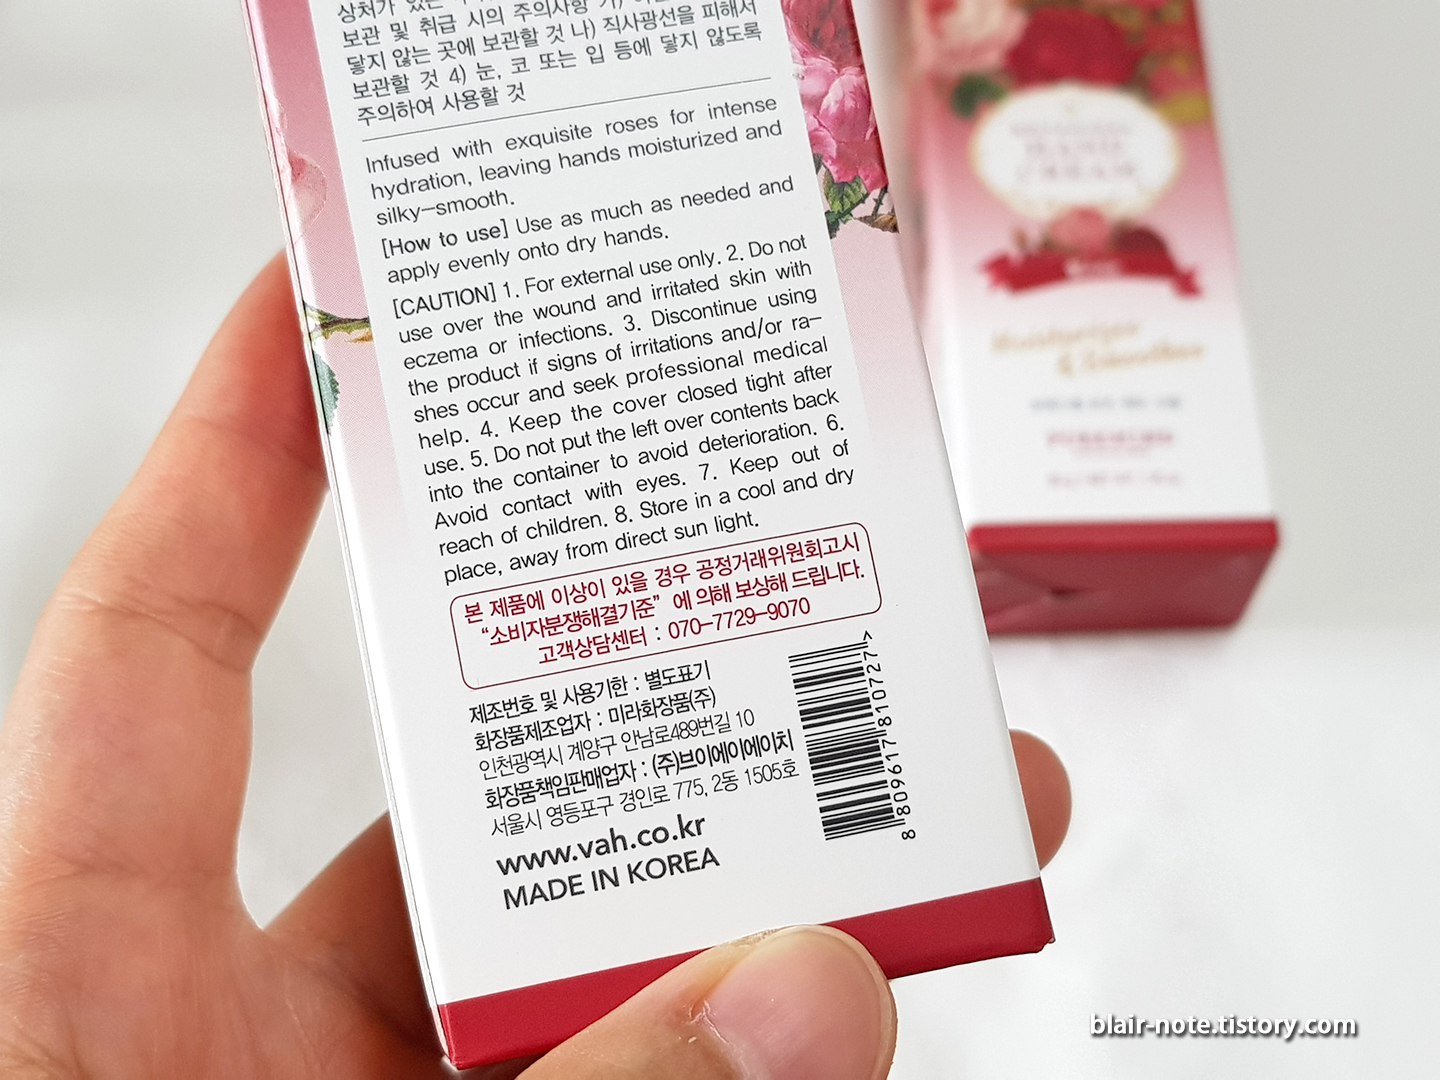 상처가 있는
보관 및 취급 시의 주의사항 가)
닿지 않는 곳에 보관할 것 나) 직사광선을 피해서
보관할 것 4) 눈, 코 또는 입 등에 닿지 않도록
주의하여 사용할 것
Infused with exquisite roses for intense
hydration, leaving hands moisturized and
silky-smooth.
[How to use] Use as much as needed and
apply evenly onto dry hands.
[CAUTION] 1. For external use only. 2. Do not
use over the wound and irritated skin with
eczema or infections. 3. Discontinue using
the product if signs of irritations and/or ra-
shes occur and seek professional medical
help. 4. Keep the cover closed tight after
use. 5. Do not put the left over contents back
into the container to avoid deterioration. 6.
Avoid contact with eyes. 7. Keep out of
reach of children. 8. Store in a cool and dry
place, away from direct sun light.
본 제품에 이상이 있을 경우 공정거래위원회고시
“소비자분쟁해결기준” 에 의해 보상해 드립니다.
고객상담센터 : 070-7729-9070
제조번호 및 사용기한 : 별도표기
화장품제조업자 : 미라화장품(주)
인천광역시 계양구 안남로489번길 10
화장품책임판매업자 : (주)브이에이에이치
서울시 영등포구 경인로 775, 2동 1505호
www.vah.co.kr
MADE IN KOREA
8 809617 810727 >
HAND
CREAM
Moisturizes
& Smoothes
blair-note.tistory.com